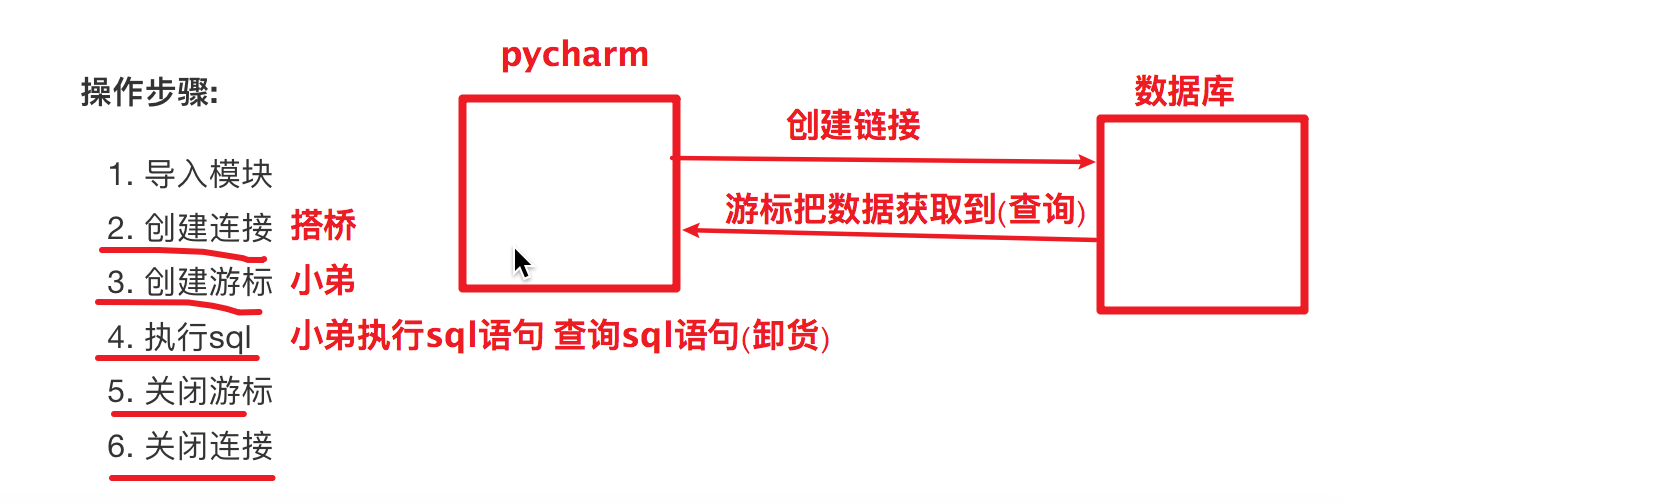 操作步骤:
1. 导入模块
2. 创建连接 搭桥
3. 创建游标 小弟
4. 执行sql 小弟执行sql语句 查询sql语句(卸货)
5. 关闭游标
6. 关闭连接
pycharm
创建链接
游标把数据获取到(查询)
数据库